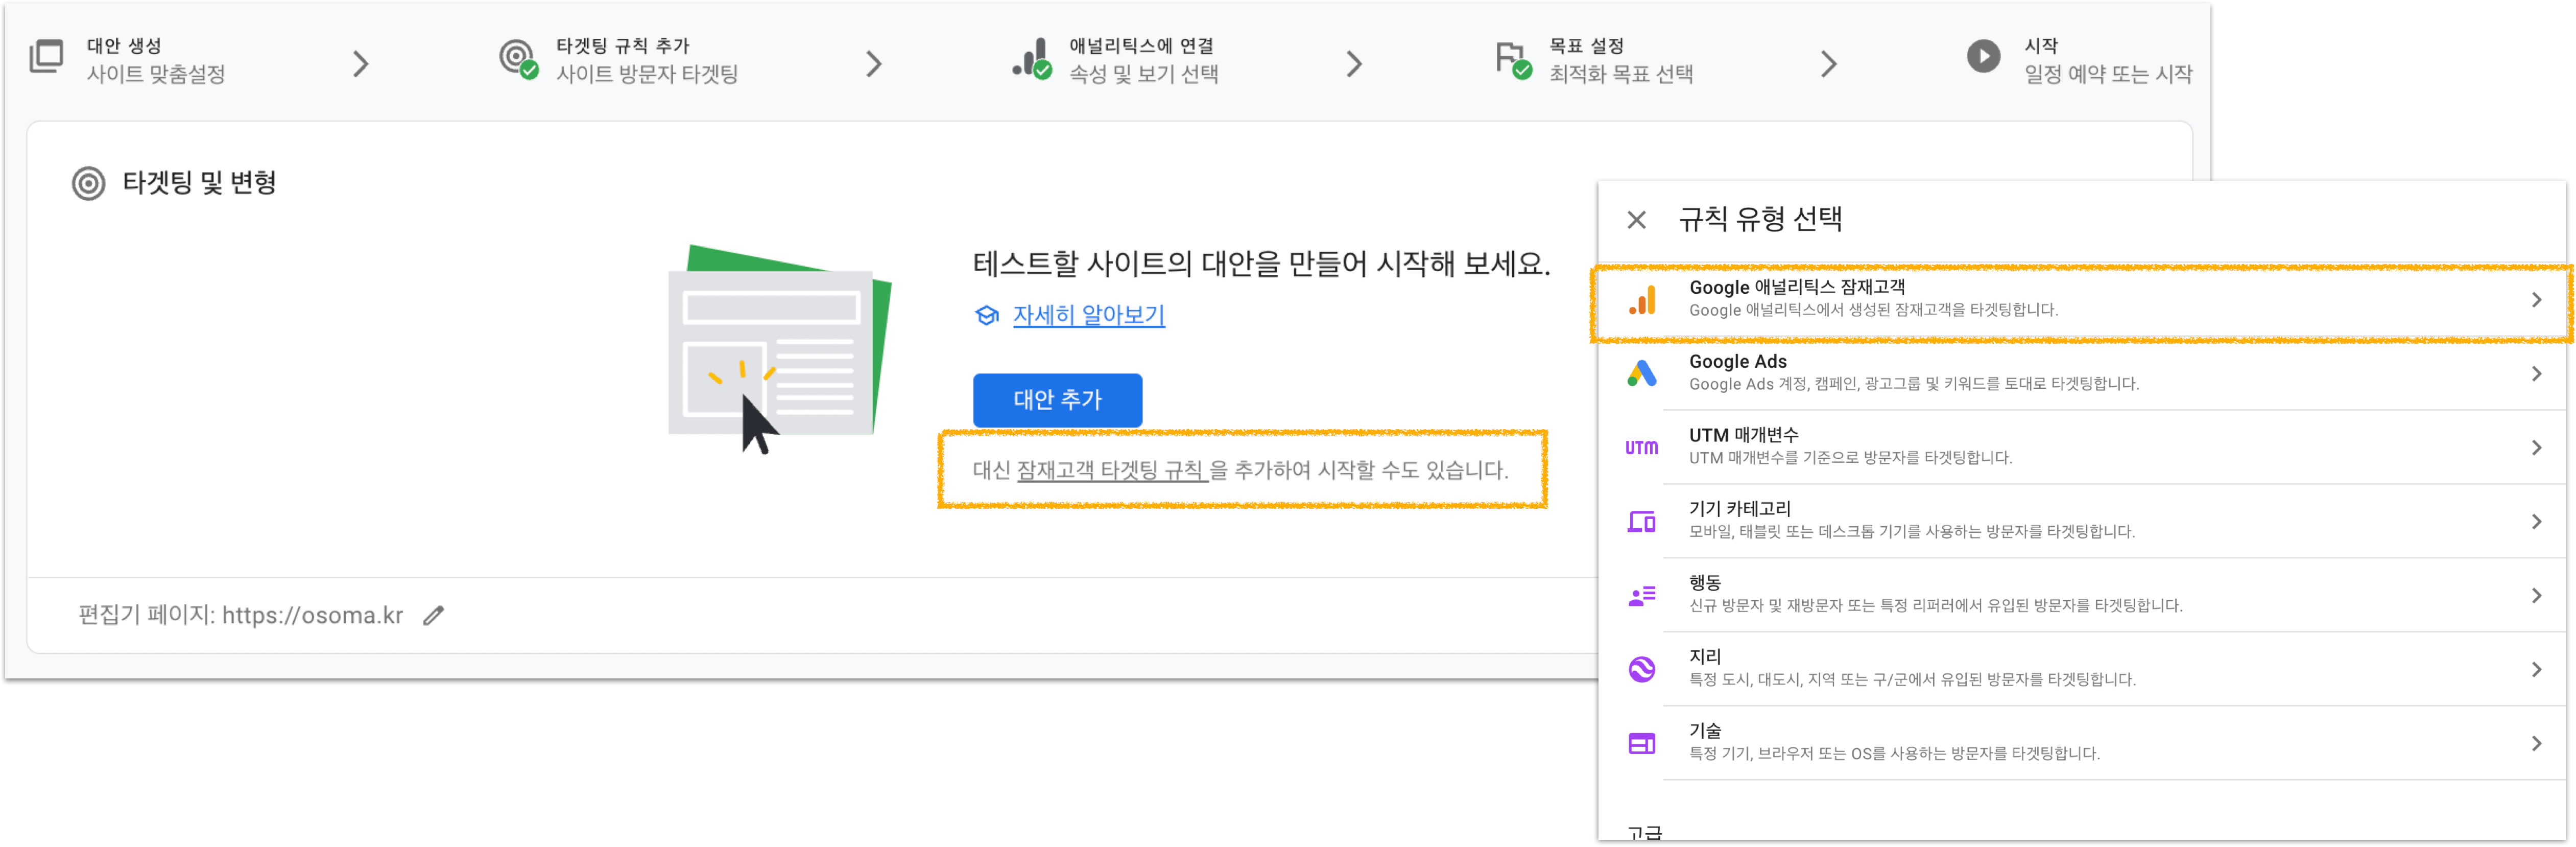 대안 생성
사이트 맞춤설정
타겟팅 규칙 추가
사이트 방문자 타겟팅
애널리틱스에 연결
속성 및 보기 선택
목표 설정
최적화 목표 선택
시작
일정 예약 또는 시작
타겟팅 및 변형
테스트할 사이트의 대안을 만들어 시작해 보세요.
자세히 알아보기
대안 추가
대신 잠재고객 타겟팅 규칙 을 추가하여 시작할 수도 있습니다.
편집기 페이지: https://osoma.kr
규칙 유형 선택
Google 애널리틱스 잠재고객
Google 애널리틱스에서 생성된 잠재고객을 타겟팅합니다.
Google Ads
Google Ads 계정, 캠페인, 광고그룹 및 키워드를 토대로 타겟팅합니다.
UTM
UTM 매개변수
UTM 매개변수를 기준으로 방문자를 타겟팅합니다.
기기 카테고리
모바일, 태블릿 또는 데스크톱 기기를 사용하는 방문자를 타겟팅합니다.
행동
신규 방문자 및 재방문자 또는 특정 리퍼러에서 유입된 방문자를 타겟팅합니다.
지리
특정 도시, 대도시, 지역 또는 구/군에서 유입된 방문자를 타겟팅합니다.
기술
특정 기기, 브라우저 또는 OS를 사용하는 방문자를 타겟팅합니다.
고급